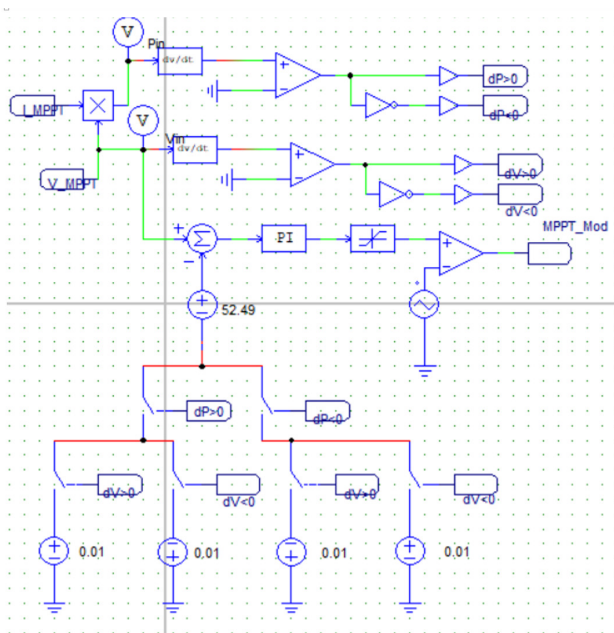 V
Pin
dv/dt
I_MPPT
dP>0
dP<0
V
Vin
dv/dt
V_MPPT
dV>0
dV<0
MPPT_Mod
Σ
PI
52.49
dP>0
dP<0
dV>0
dV<0
dV>0
dV<0
0.01
0.01
0.01
0.01